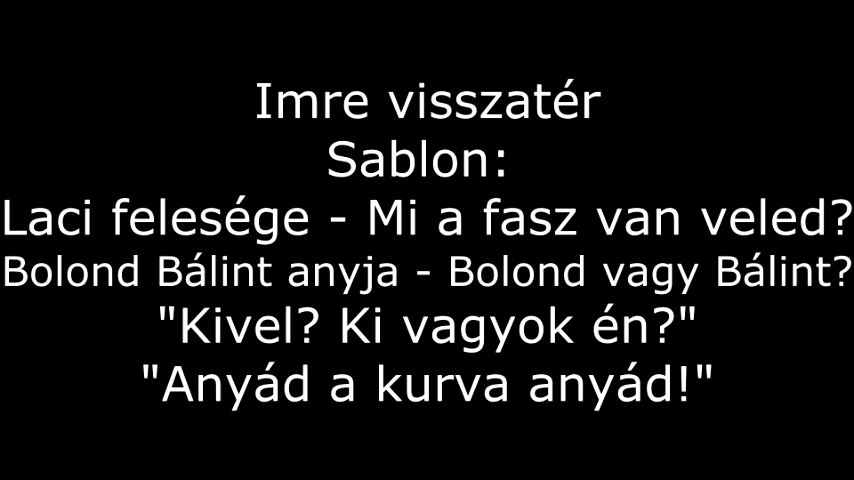 Imre visszatér
Sablon:
Laci felesége - Mi a fasz van veled?
Bolond Bálint anyja - Bolond vagy Bálint?
"Kivel? Ki vagyok én?"
"Anyád a kurva anyád!"